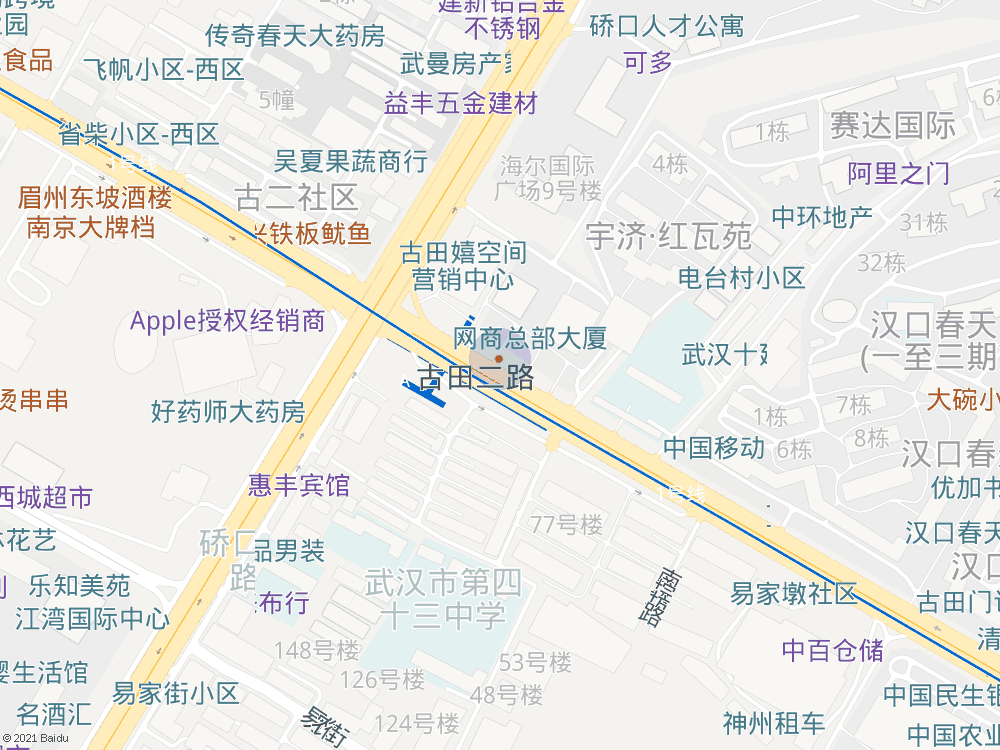 建新铝合金
不锈钢
硚口人才公寓
传奇春天大药房
食品
飞帆小区-西区
武曼房产
可多
5幢
益丰五金建材
1栋
赛达国际
省柴小区-西区
1号线
吴夏果蔬商行
海尔国际
广场9号楼
4栋
阿里之门
眉州东坡酒楼
南京大牌档
古二社区
铁板鱿鱼
中环地产
31栋
宇济·红瓦苑
古田嬉空间
营销中心
32栋
电台村小区
Apple授权经销商
网商总部大厦
汉口春天
(一至三期
武汉十
古田二路
烫串串
好药师大药房
大碗小
1栋
7栋
8栋
6栋
中国移动
汉口春
惠丰宾馆
西城超市
1号线
优加书
77号楼
汉口春天
硚口
路
品男装
花艺
汉口
南垸路
武汉市第四
十三中学
乐知美苑
布行
易家墩社区
古田门诊
江湾国际中心
清
148号楼
中百仓储
53号楼
婴生活馆
126号楼
48号楼
易家街小区
中国民生银
名酒汇
易家街
124号楼
神州租车
中国农业
© 2021 Baidu